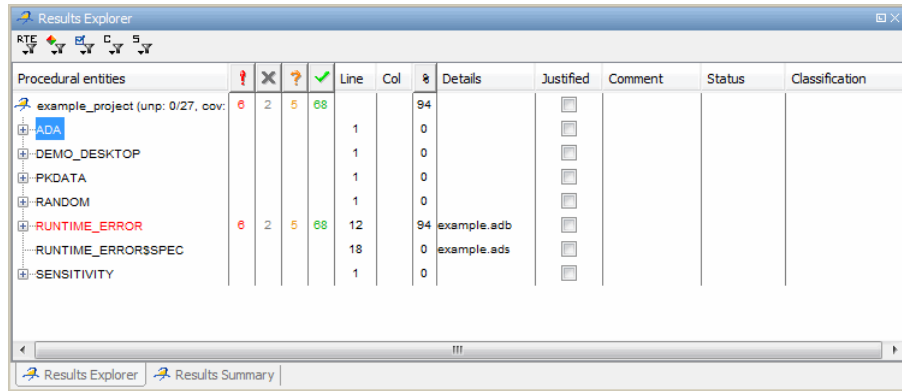 Results Explorer
RTE C S
Procedural entities ! X ? ✓ Line Col % Details Justified Comment Status Classification
example_project (unp: 0/27, cov: 6 2 5 68 94
ADA 1 0
DEMO_DESKTOP 1 0
PKDATA 1 0
RANDOM 1 0
RUNTIME_ERROR 6 2 5 68 12 94 example.adb
RUNTIME_ERROR$SPEC 18 0 example.ads
SENSITIVITY 1 0
Results Explorer Results Summary